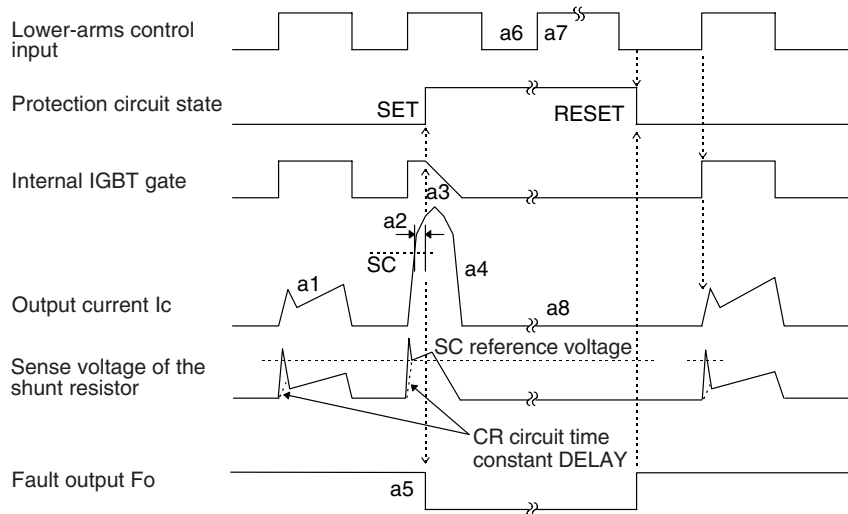 Lower-arms control
input
a6
a7
Protection circuit state
SET
RESET
Internal IGBT gate
a3
a2
SC
a4
Output current Ic
a1
a8
SC reference voltage
Sense voltage of the
shunt resistor
CR circuit time
constant DELAY
Fault output Fo
a5